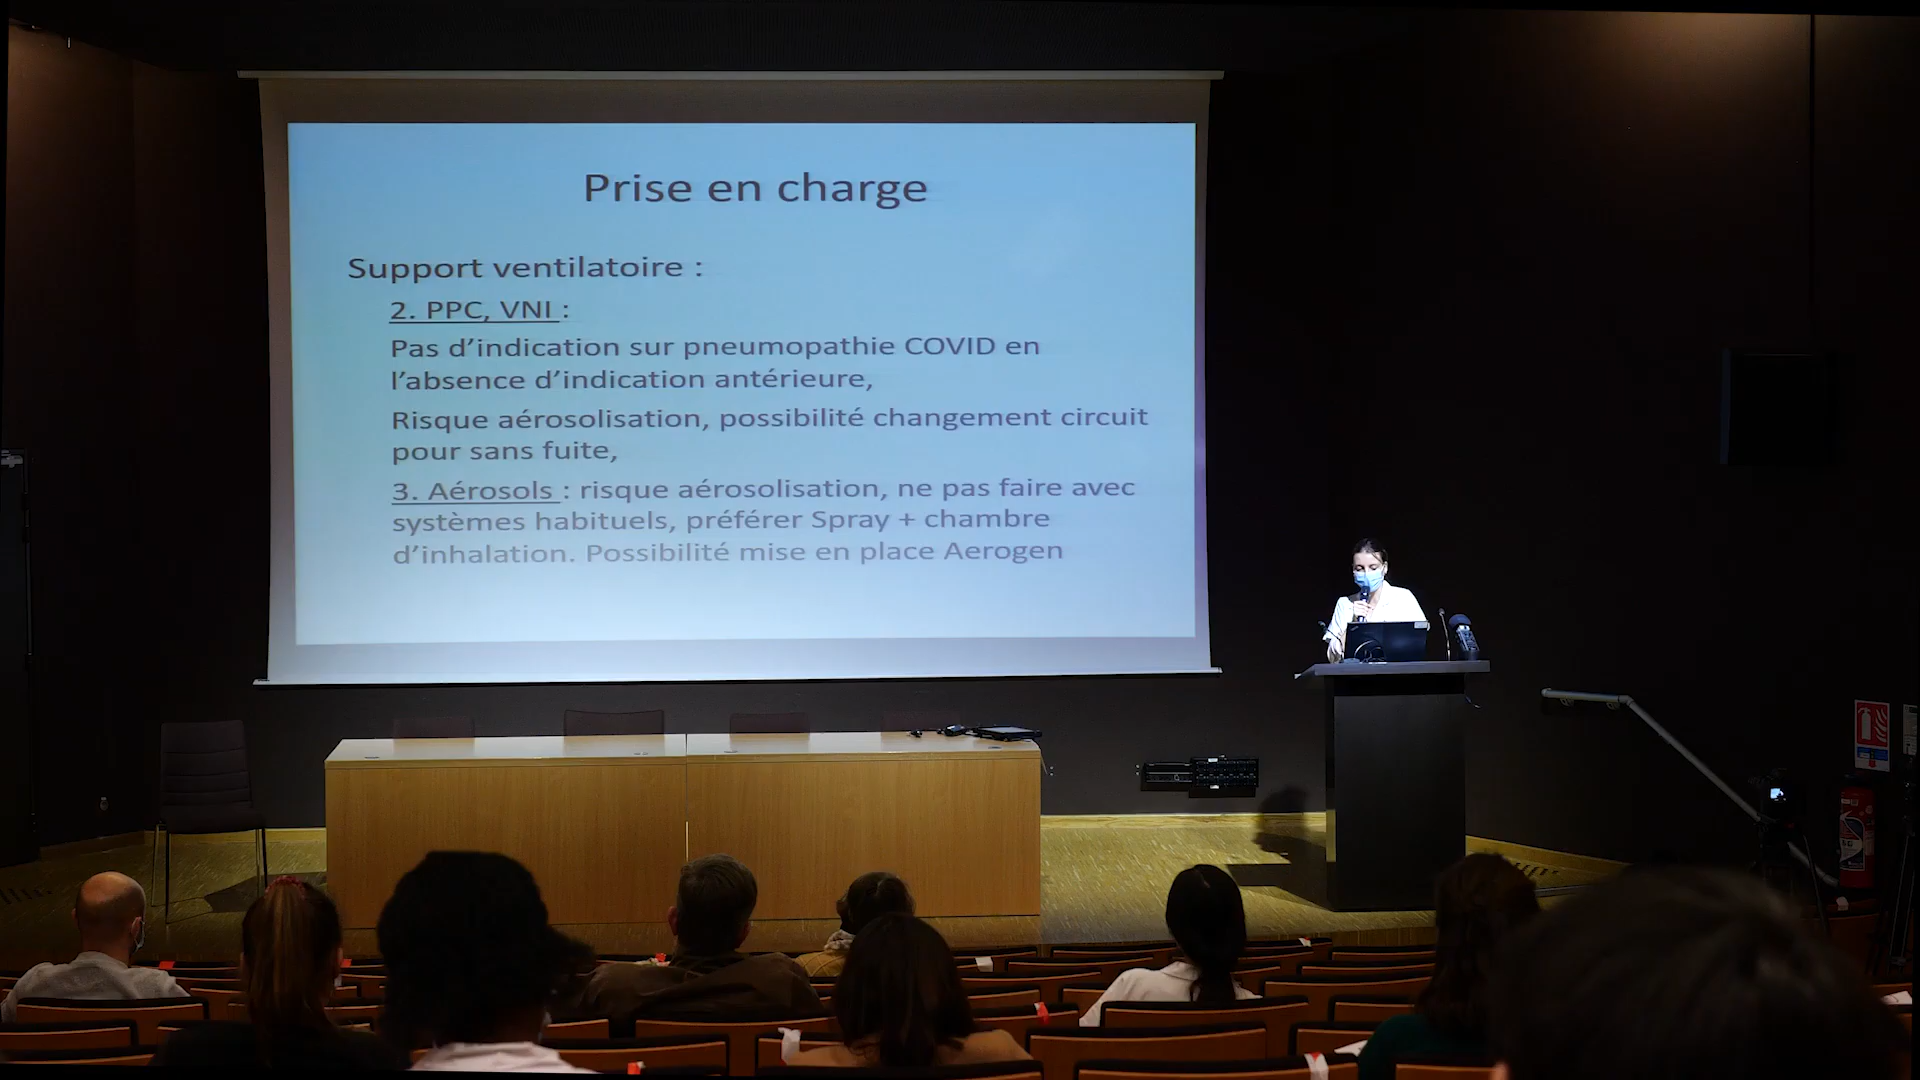 Prise en charge
Support ventilatoire :
2. PPC, VNI :
Pas d’indication sur pneumopathie COVID en
l’absence d’indication antérieure,
Risque aérosolisation, possibilité changement circuit
pour sans fuite,
3. Aérosols : risque aérosolisation, ne pas faire avec
systèmes habituels, préférer Spray + chambre
d’inhalation. Possibilité mise en place Aerogen